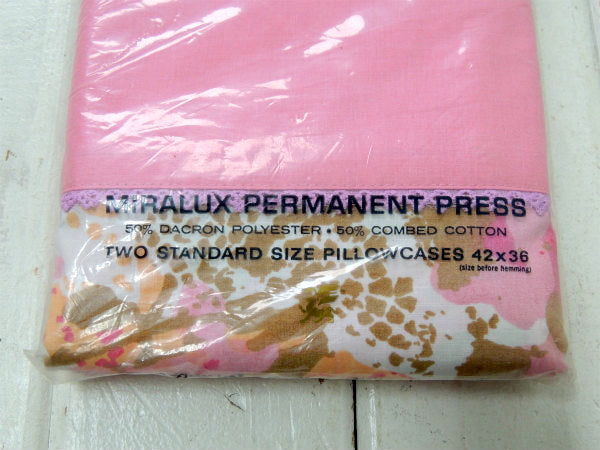 MIRALUX PERMANENT PRESS
50% DACRON POLYESTER • 50% COMBED COTTON
TWO STANDARD SIZE PILLOWCASES 42x36
(size before hemming)